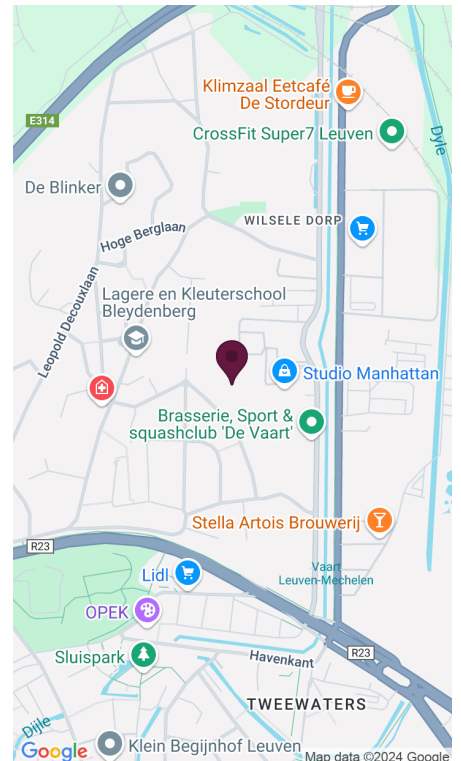 Klimzaal Eetcafé
De Stordeur
E314
CrossFit Super7 Leuven
Dyle
De Blinker
WILSELE DORP
Hoge Berglaan
Leopold Decouxlaan
Lagere en Kleuterschool
Bleydenberg
Studio Manhattan
Brasserie, Sport &
squashclub 'De Vaart'
Stella Artois Brouwerij
R23
Lidl
Vaart
Leuven-Mechelen
OPEK
Sluispark
Havenkant
R23
TWEEWATERS
Dijle
Google
Klein Begijnhof Leuven
Map data ©2024 Google